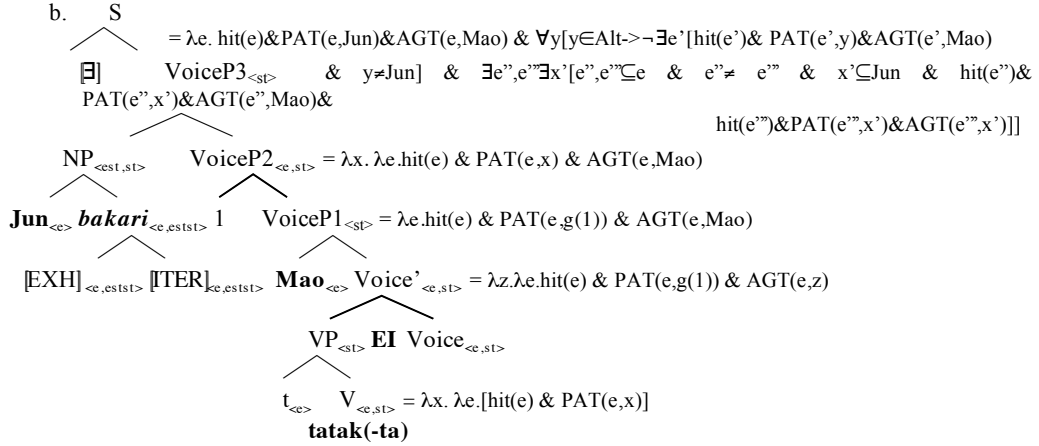 b. S
= λe. hit(e)&PAT(e,Jun)&AGT(e,Mao) & ∀y[y∈Alt->¬∃e’[hit(e’)& PAT(e’,y)&AGT(e’,Mao)
[∃] VoiceP3<st> & y≠Jun] & ∃e”,e”’∃x’[e”,e”’⊆e & e”≠ e”’ & x’⊆Jun & hit(e”)&
PAT(e”,x’)&AGT(e”,Mao)&
hit(e”’)&PAT(e”’,x’)&AGT(e”’,x’)]]
NP<est,st> VoiceP2<e,st> = λx. λe.hit(e) & PAT(e,x) & AGT(e,Mao)
Jun<e> bakari<e,estst> 1 VoiceP1<st> = λe.hit(e) & PAT(e,g(1)) & AGT(e,Mao)
[EXH]<e,estst> [ITER]<e,estst> Mao<e> Voice’<e,st> = λz.λe.hit(e) & PAT(e,g(1)) & AGT(e,z)
VP<st> EI Voice<e,st>
t<e> V<e,st> = λx. λe.[hit(e) & PAT(e,x)]
tatak(-ta)